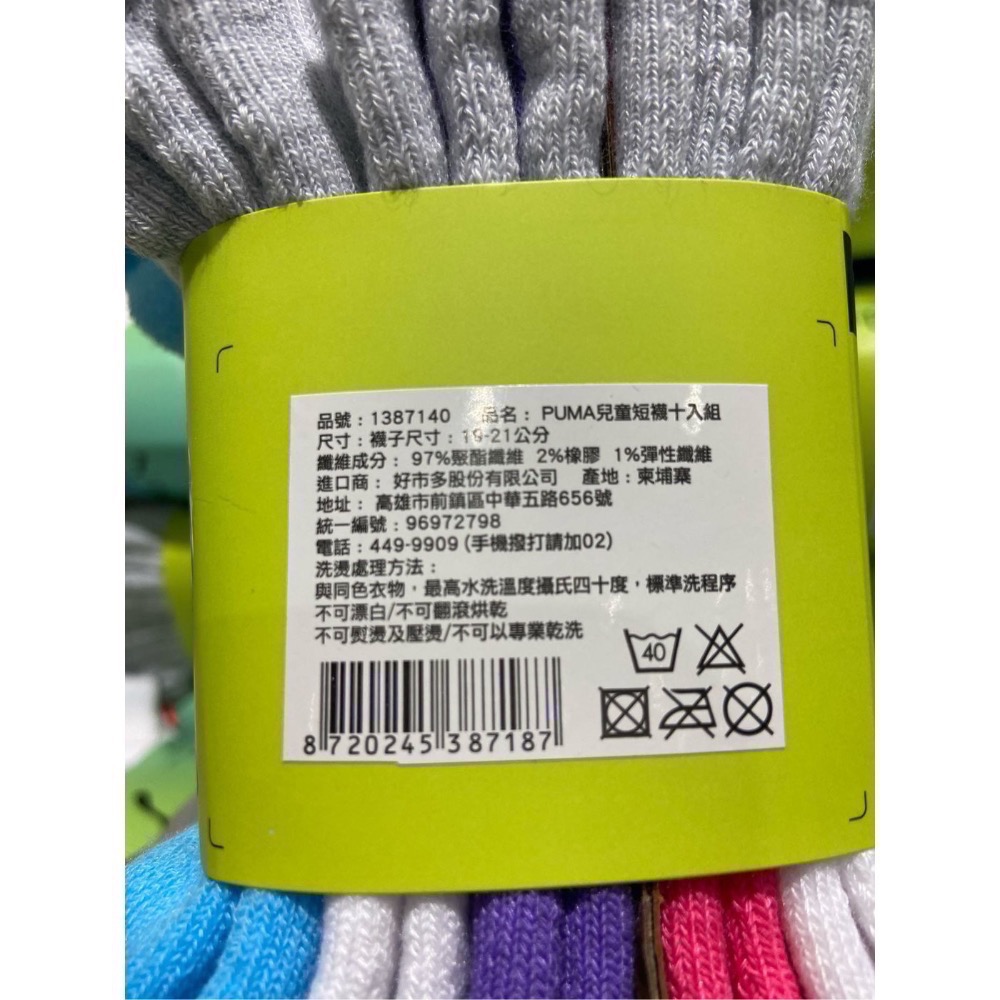 品號：1387140 品名： PUMA兒童短襪十入組
尺寸：襪子尺寸：19-21公分
纖維成分： 97%聚酯纖維 2%橡膠 1%彈性纖維
進口商： 好市多股份有限公司 產地：柬埔寨
地址： 高雄市前鎮區中華五路656號
統一編號：96972798
電話：449-9909 (手機撥打請加02)
洗燙處理方法：
與同色衣物，最高水洗溫度攝氏四十度，標準洗程序
不可漂白/不可翻滾烘乾
不可熨燙及壓燙/不可以專業乾洗
40
8 720245 387187